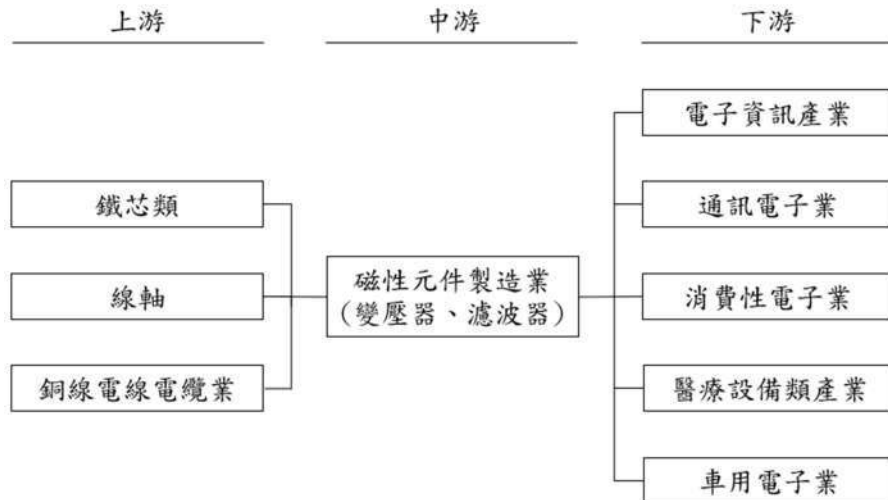 上游
中游
下游
鐵芯類
線軸
銅線電線電纜業
磁性元件製造業
(變壓器、濾波器)
電子資訊產業
通訊電子業
消費性電子業
醫療設備類產業
車用電子業